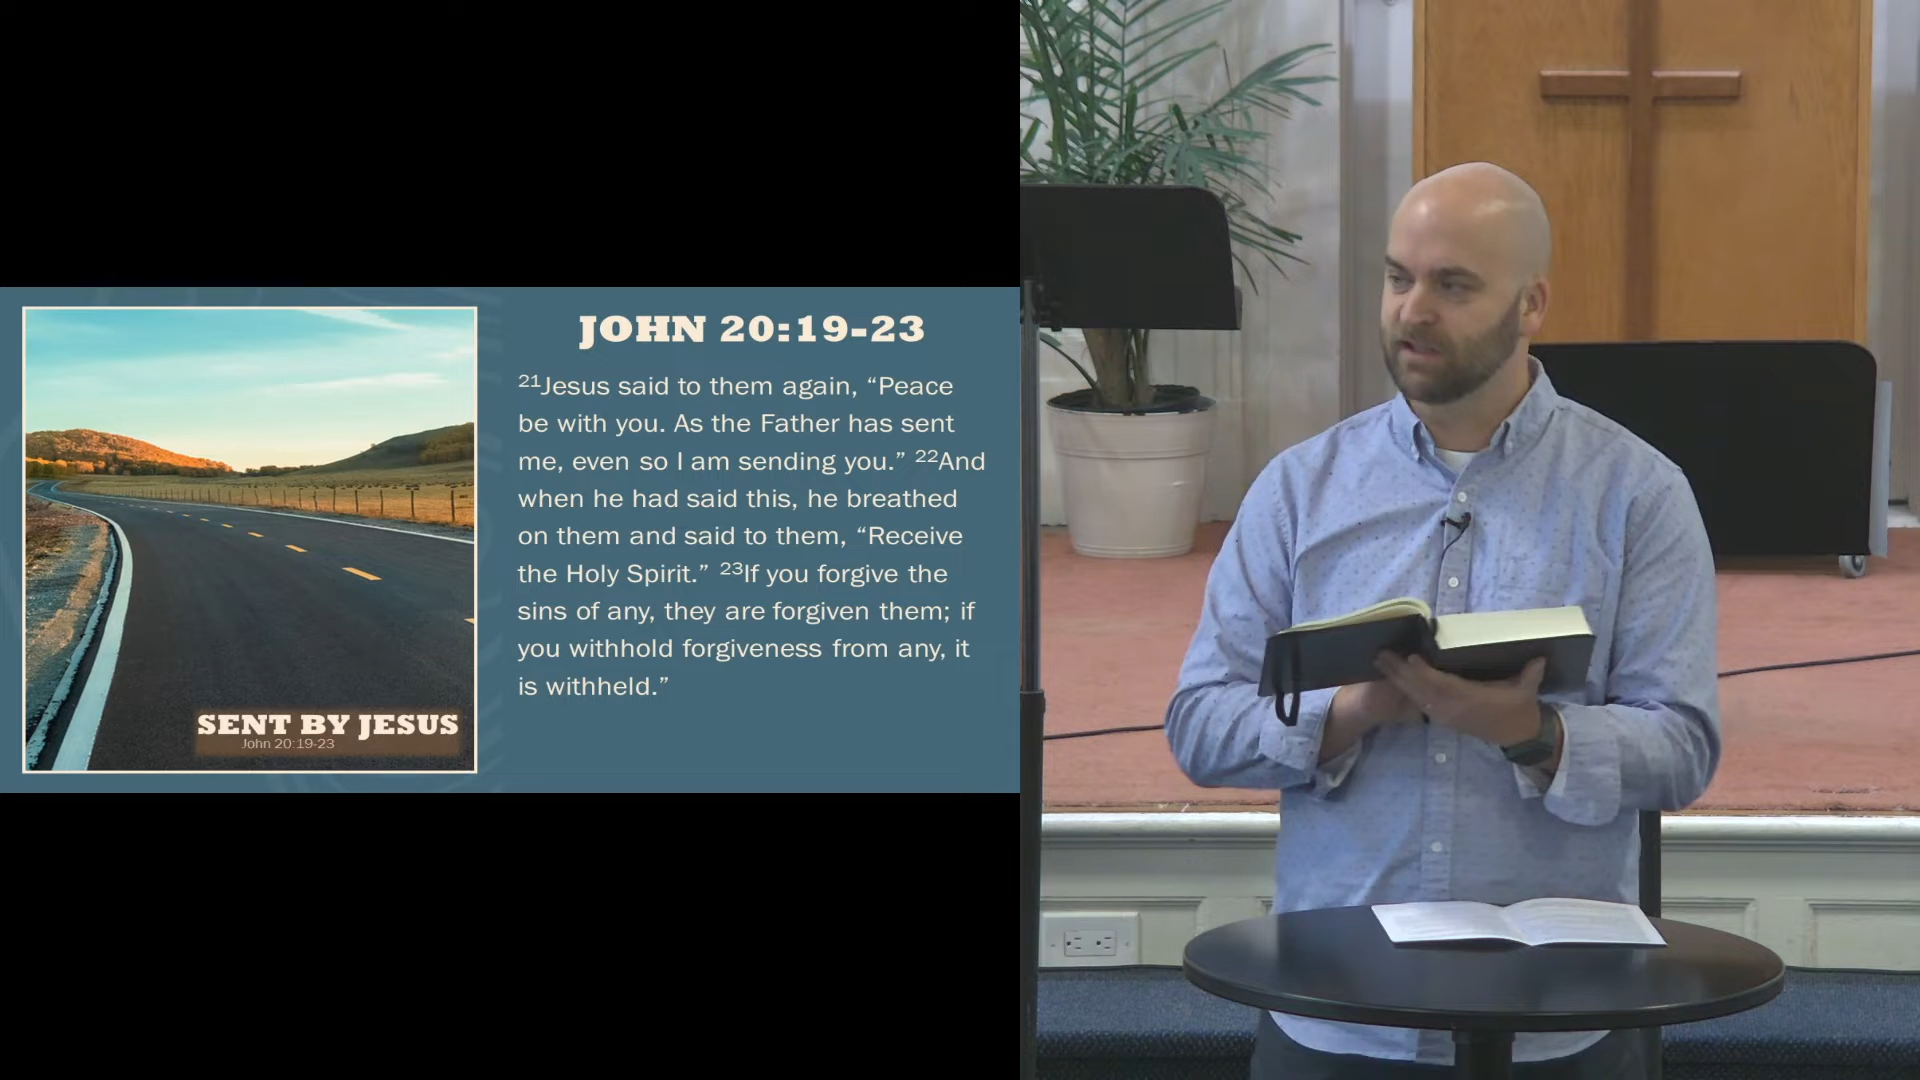 JOHN 20:19-23
²¹Jesus said to them again, “Peace
be with you. As the Father has sent
me, even so I am sending you.” ²²And
when he had said this, he breathed
on them and said to them, “Receive
the Holy Spirit.” ²³If you forgive the
sins of any, they are forgiven them; if
you withhold forgiveness from any, it
is withheld.”
SENT BY JESUS
John 20:19-23